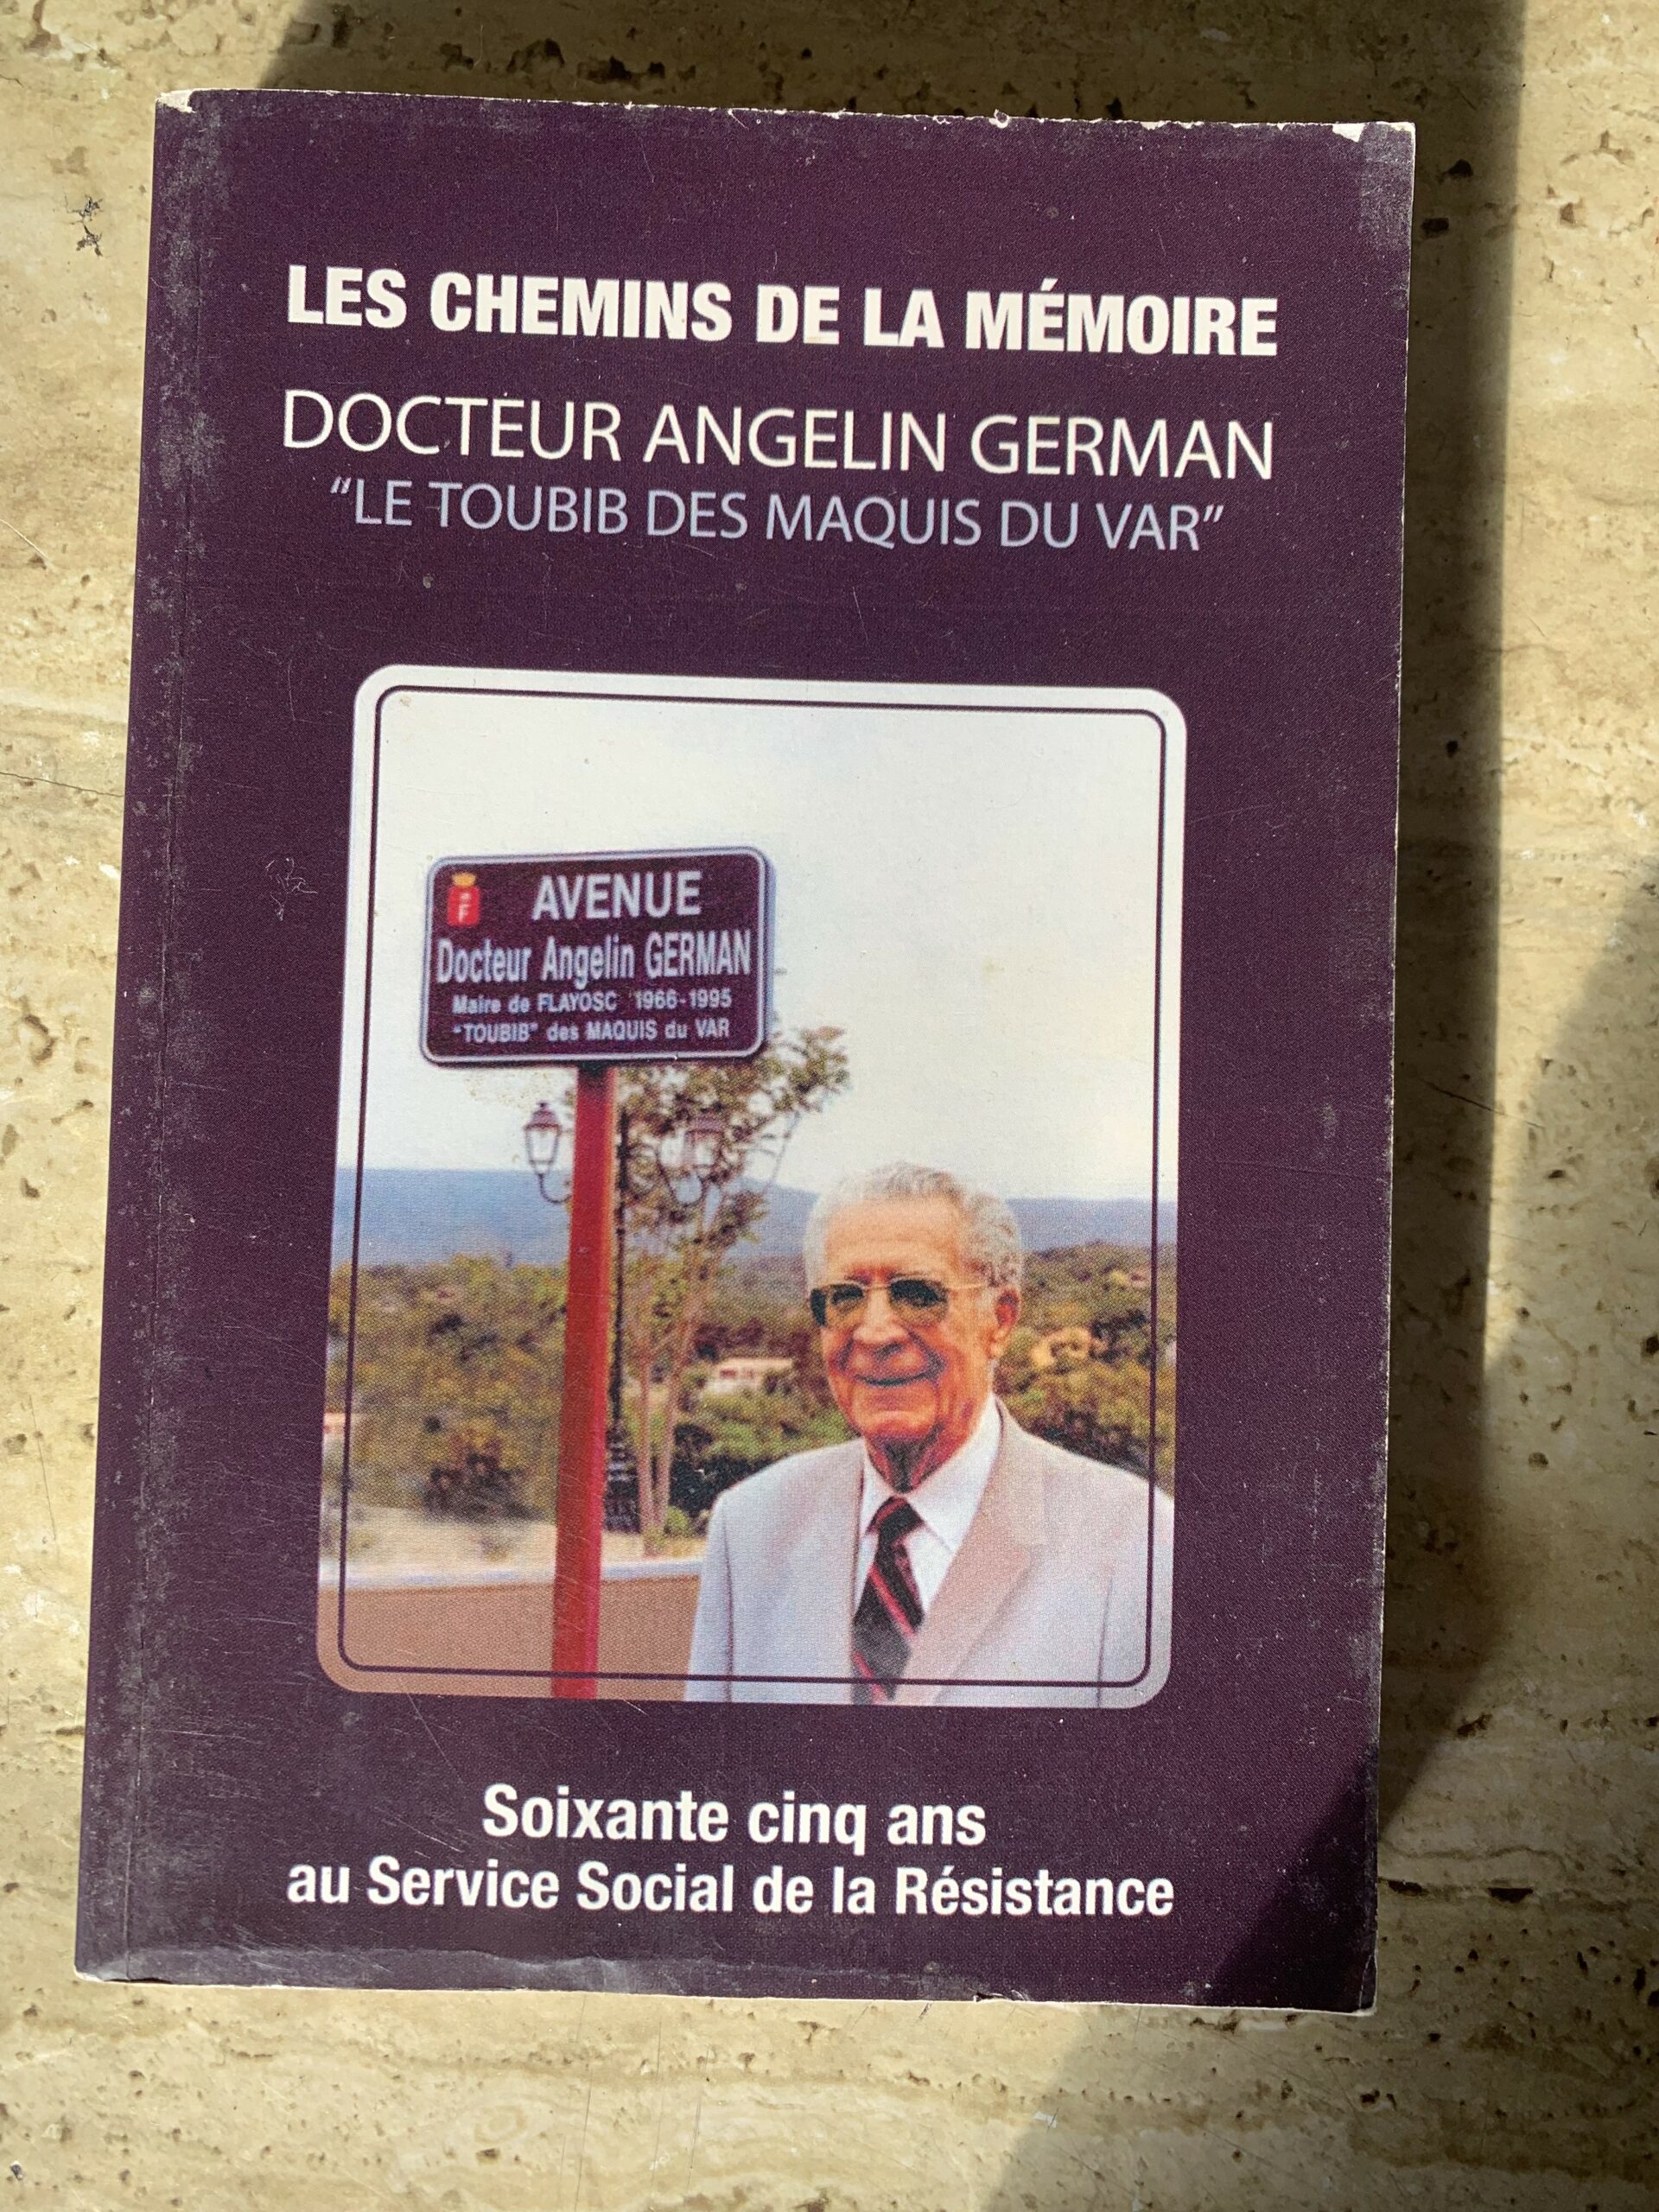 LES CHEMINS DE LA MÉMOIRE
DOCTEUR ANGELIN GERMAN
"LE TOUBIB DES MAQUIS DU VAR"
F
AVENUE
Docteur Angelin GERMAN
Maire de FLAYOSC 1966-1995
"TOUBIB" des MAQUIS du VAR
Soixante cinq ans
au Service Social de la Résistance